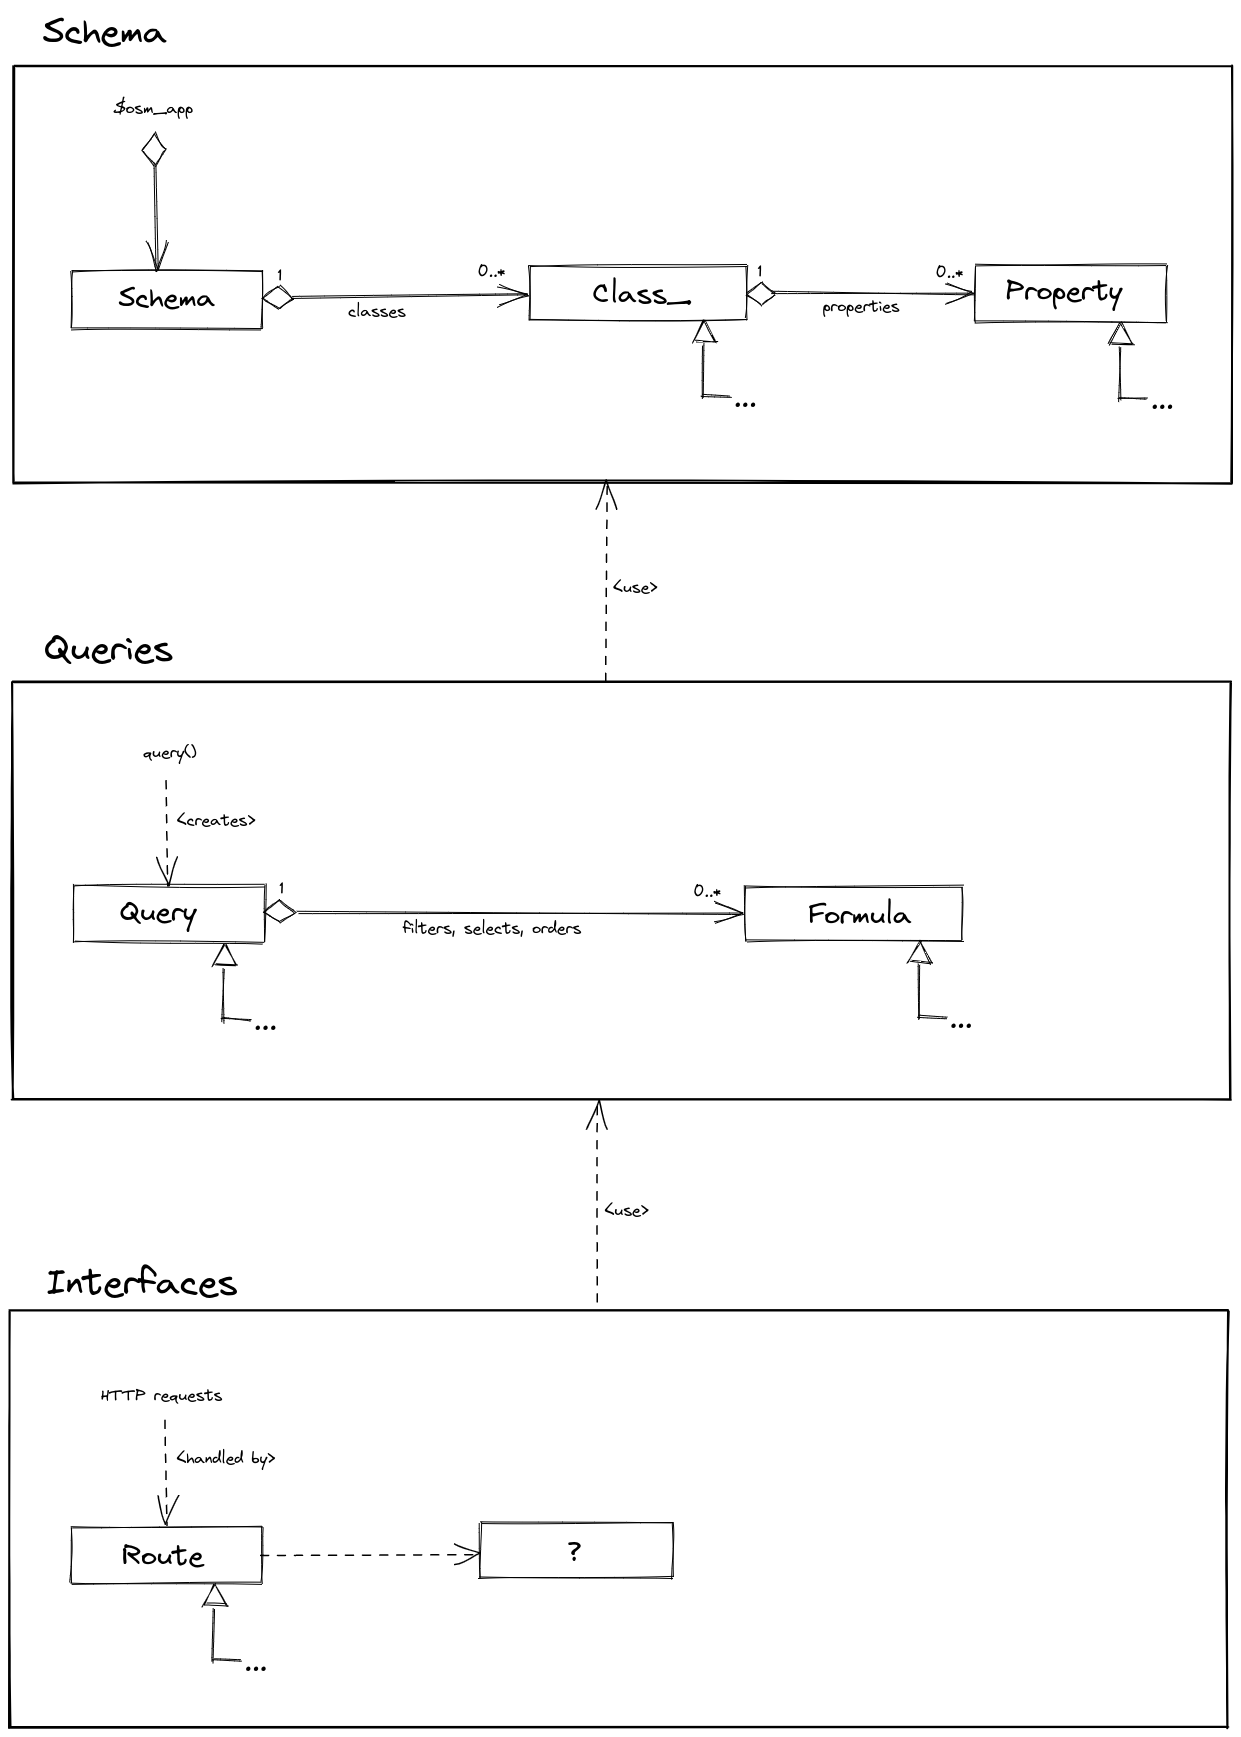 Schema
$osm_app
Schema
1
classes
0..*
Class_
1
properties
0..*
Property
...
...
<use>
Queries
query()
<creates>
Query
1
filters, selects, orders
0..*
Formula
...
...
<use>
Interfaces
HTTP requests
<handled by>
Route
?
...